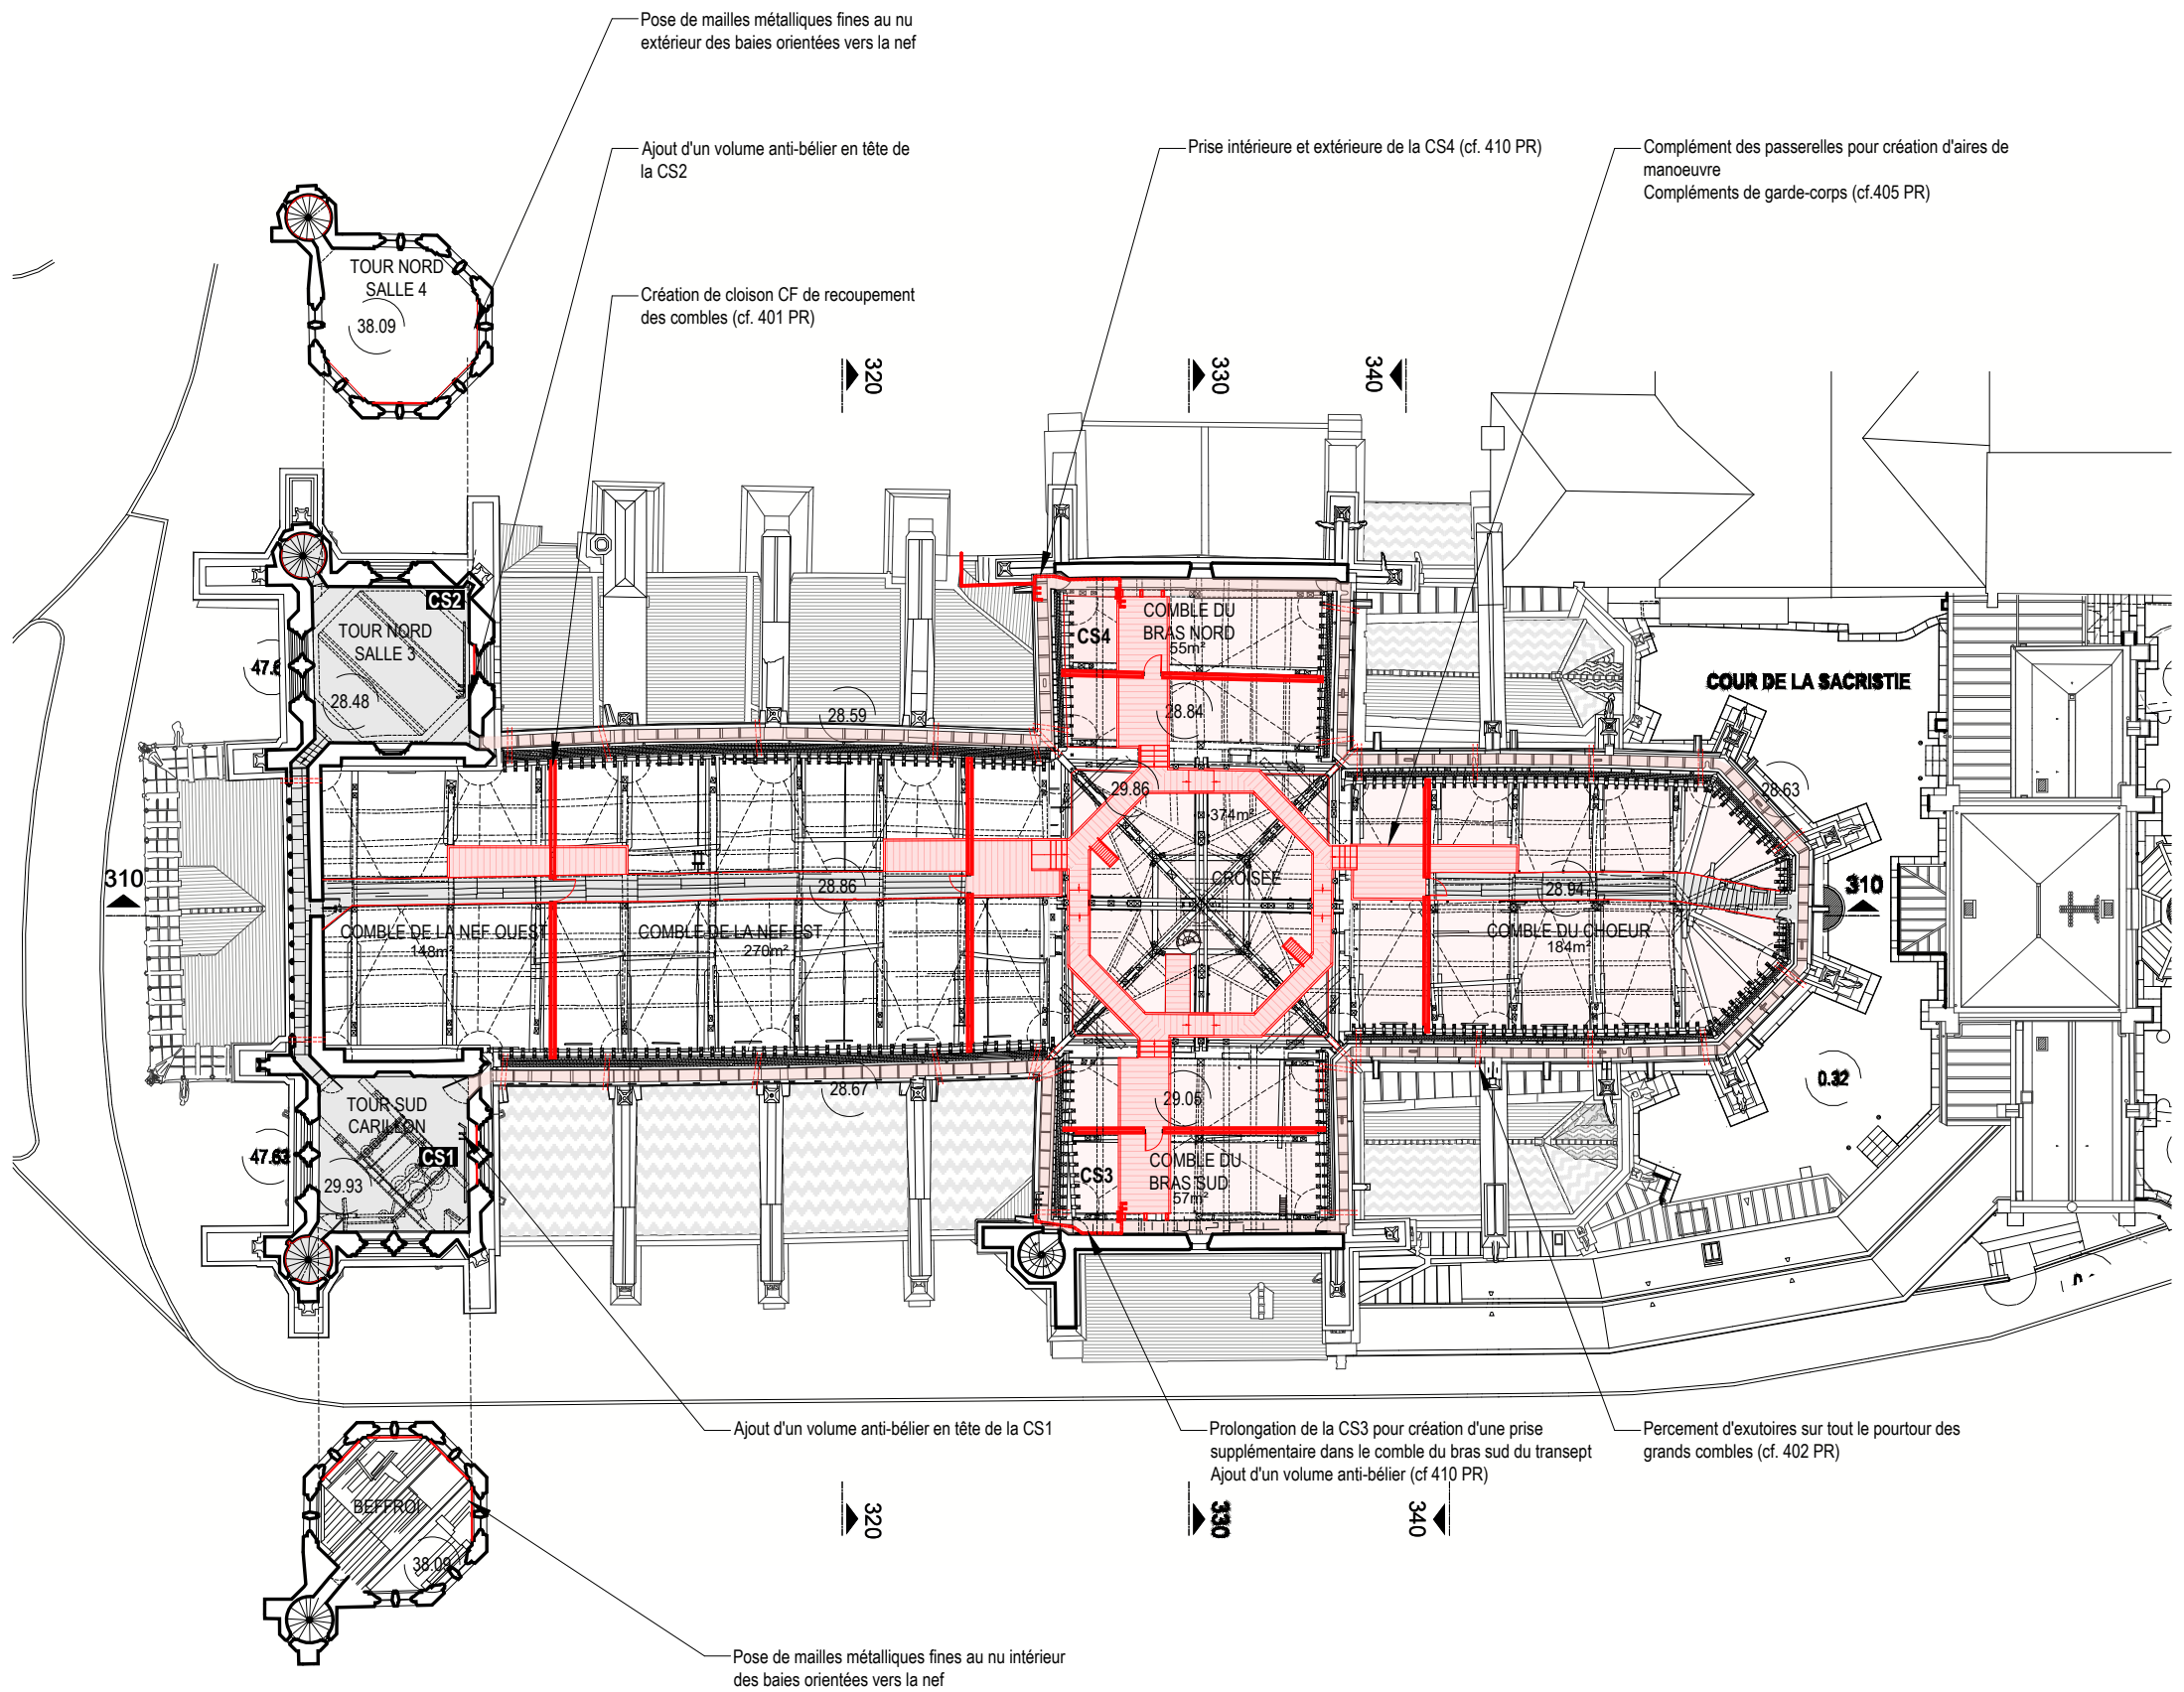 Pose de mailles métalliques fines au nu
extérieur des baies orientées vers la nef
Ajout d'un volume anti-bélier en tête de
la CS2
Prise intérieure et extérieure de la CS4 (cf. 410 PR)
Complément des passerelles pour création d'aires de
manoeuvre
Compléments de garde-corps (cf.405 PR)
TOUR NORD
SALLE 4
38.09
Création de cloison CF de recoupement
des combles (cf. 401 PR)
320
330
340
CS2
TOUR NORD
SALLE 3
28.48
28.59
CS4
COMBLE DU
BRAS NORD
55m²
28.84
COUR DE LA SACRISTIE
29.86
374m²
28.63
CROISEE
310
28.86
28.94
310
COMBLE DE LA NEF OUEST
148m²
COMBLE DE LA NEF EST
270m²
COMBLE DU CHOEUR
184m²
28.67
29.05
0.32
TOUR SUD
CARILLON
CS1
47.63
29.93
CS3
COMBLE DU
BRAS SUD
57m²
Ajout d'un volume anti-bélier en tête de la CS1
Prolongation de la CS3 pour création d'une prise
supplémentaire dans le comble du bras sud du transept
Ajout d'un volume anti-bélier (cf 410 PR)
Percement d'exutoires sur tout le pourtour des
grands combles (cf. 402 PR)
BEFFROI
38.09
320
330
340
Pose de mailles métalliques fines au nu intérieur
des baies orientées vers la nef